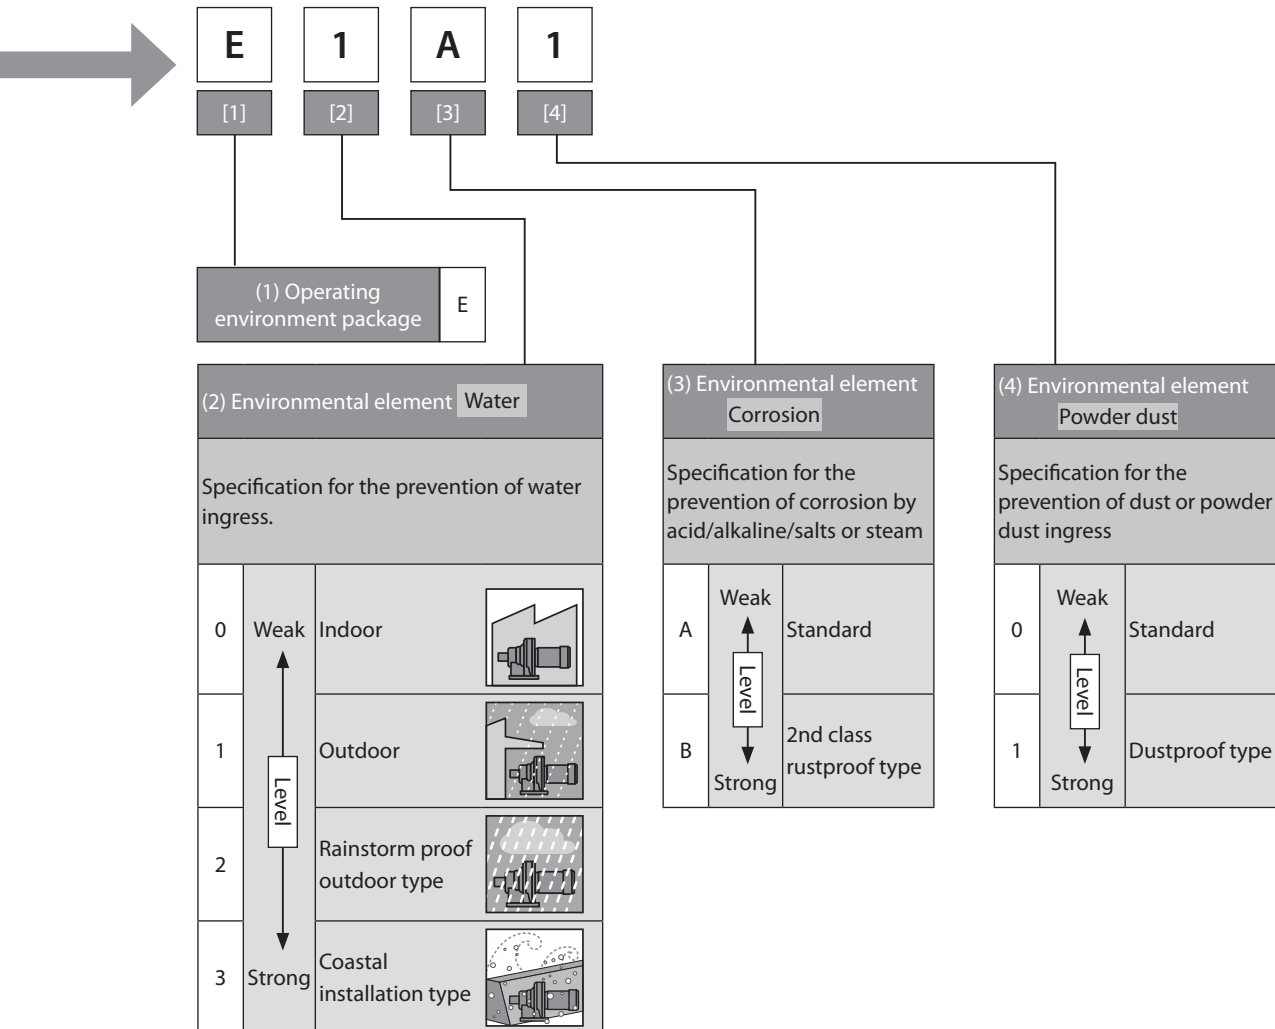 E 1 A 1
[1] [2] [3] [4]
(1) Operating
environment package
E
(2) Environmental element Water
Specification for the prevention of water
ingress.
0 Weak Indoor
1 Outdoor
Level
2 Rainstorm proof
outdoor type
3 Strong Coastal
installation type
(3) Environmental element
Corrosion
Specification for the
prevention of corrosion by
acid/alkaline/salts or steam
Weak
A Standard
Level
B 2nd class
rustproof type
Strong
(4) Environmental element
Powder dust
Specification for the
prevention of dust or powder
dust ingress
Weak
0 Standard
Level
1 Dustproof type
Strong